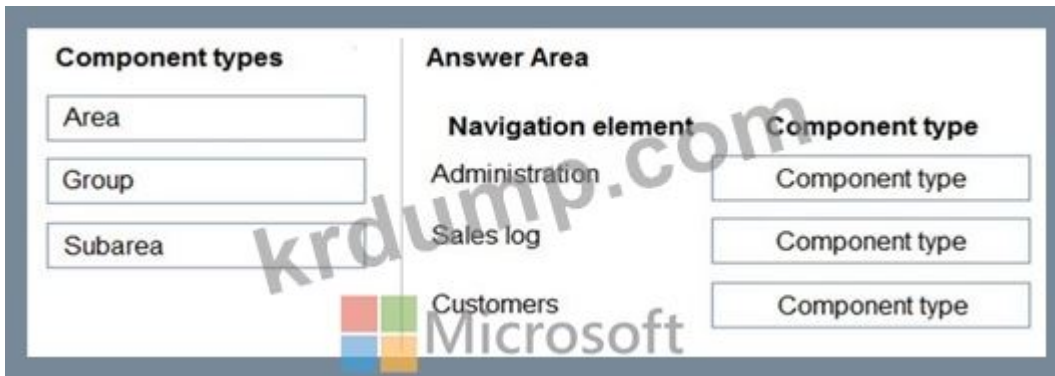 Component types
Area
Group
Subarea
Answer Area
Navigation element Component type
Administration Component type
Sales log Component type
Customers Component type
krdump.com
Microsoft